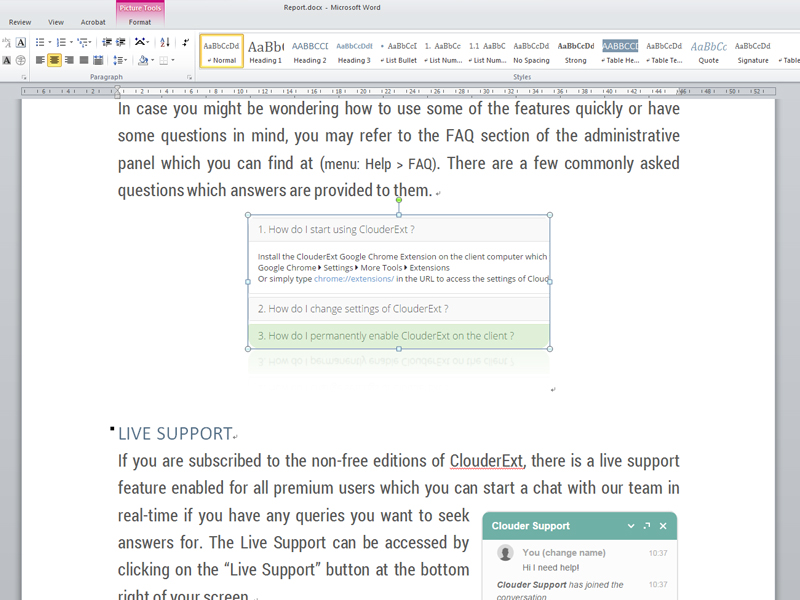 Picture Tools
Report.docx - Microsoft Word
Review View Acrobat Format
AaBbCcDd AaBb( AABBCCI AaBbCcDdE AaBbCcI 1. AaBbCc 1.1 AaBbC AaBbCcDd AaBbCcDd AABBCCD AaBbCcDd AaBbCc AaBbCcDd
Normal Heading 1 Heading 2 Heading 3 List Bullet List Num... List Num... No Spacing Strong Table He... Table Te... Quote Signature Table
Paragraph Styles
In case you might be wondering how to use some of the features quickly or have
some questions in mind, you may refer to the FAQ section of the administrative
panel which you can find at (menu: Help > FAQ). There are a few commonly asked
questions which answers are provided to them.
1. How do I start using ClouderExt ?
Install the ClouderExt Google Chrome Extension on the client computer which
Google Chrome Settings More Tools Extensions
Or simply type chrome://extensions/ in the URL to access the settings of Cloud
2. How do I change settings of ClouderExt ?
3. How do I permanently enable ClouderExt on the client ?
LIVE SUPPORT
If you are subscribed to the non-free editions of ClouderExt, there is a live support
feature enabled for all premium users which you can start a chat with our team in
real-time if you have any queries you want to seek
answers for. The Live Support can be accessed by
clicking on the “Live Support” button at the bottom
right of your screen.
Clouder Support
You (change name) 10:37
Hi I need help!
Clouder Support has joined the 10:37
conversation